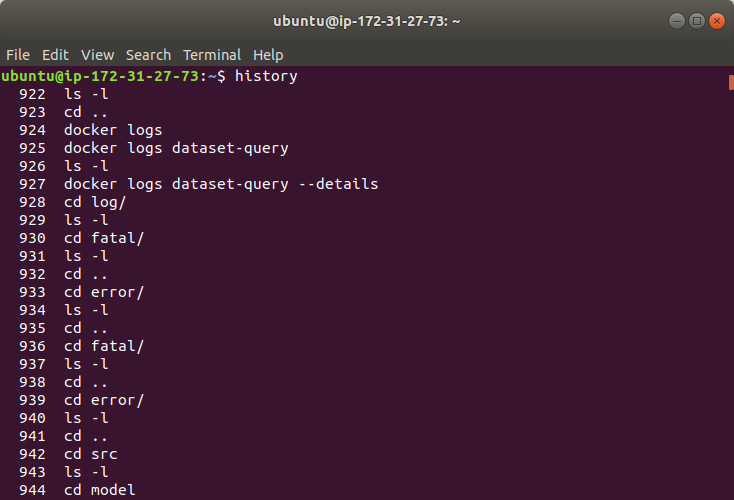 ubuntu@ip-172-31-27-73: ~
File Edit View Search Terminal Help
ubuntu@ip-172-31-27-73:~$ history
922 ls -l
923 cd ..
924 docker logs
925 docker logs dataset-query
926 ls -l
927 docker logs dataset-query --details
928 cd log/
929 ls -l
930 cd fatal/
931 ls -l
932 cd ..
933 cd error/
934 ls -l
935 cd ..
936 cd fatal/
937 ls -l
938 cd ..
939 cd error/
940 ls -l
941 cd ..
942 cd src
943 ls -l
944 cd model